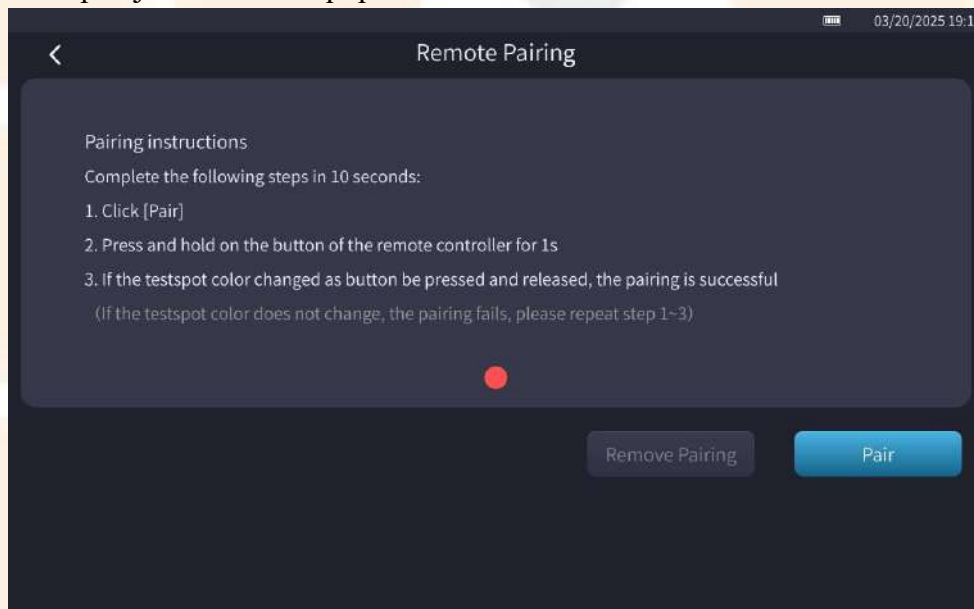 03/20/2025 19:1
Remote Pairing
Pairing instructions
Complete the following steps in 10 seconds:
1. Click [Pair]
2. Press and hold on the button of the remote controller for 1s
3. If the testspot color changed as button be pressed and released, the pairing is successful
(If the testspot color does not change, the pairing fails, please repeat step 1~3)
Remove Pairing
Pair